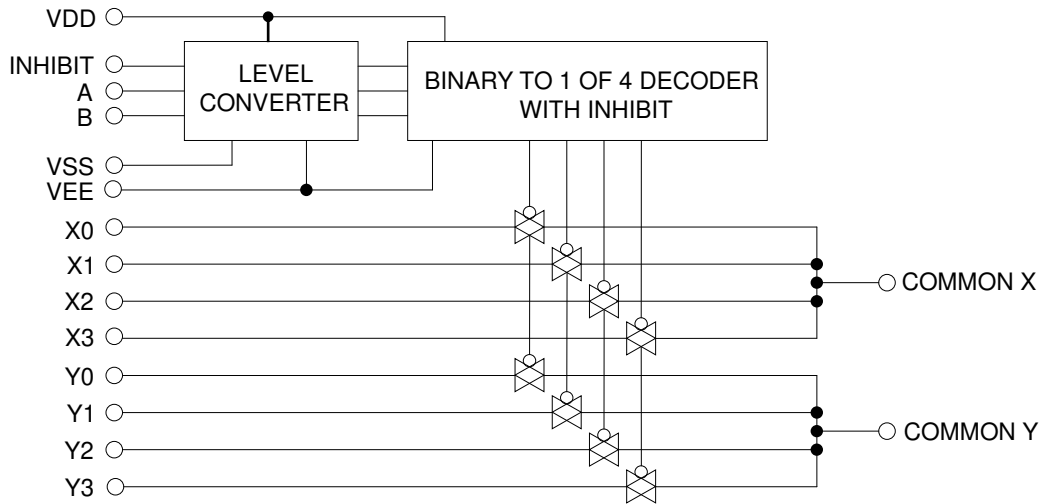 VDD
INHIBIT
A
B
LEVEL
CONVERTER
BINARY TO 1 OF 4 DECODER
WITH INHIBIT
VSS
VEE
X0
X1
X2
X3
COMMON X
Y0
Y1
Y2
Y3
COMMON Y